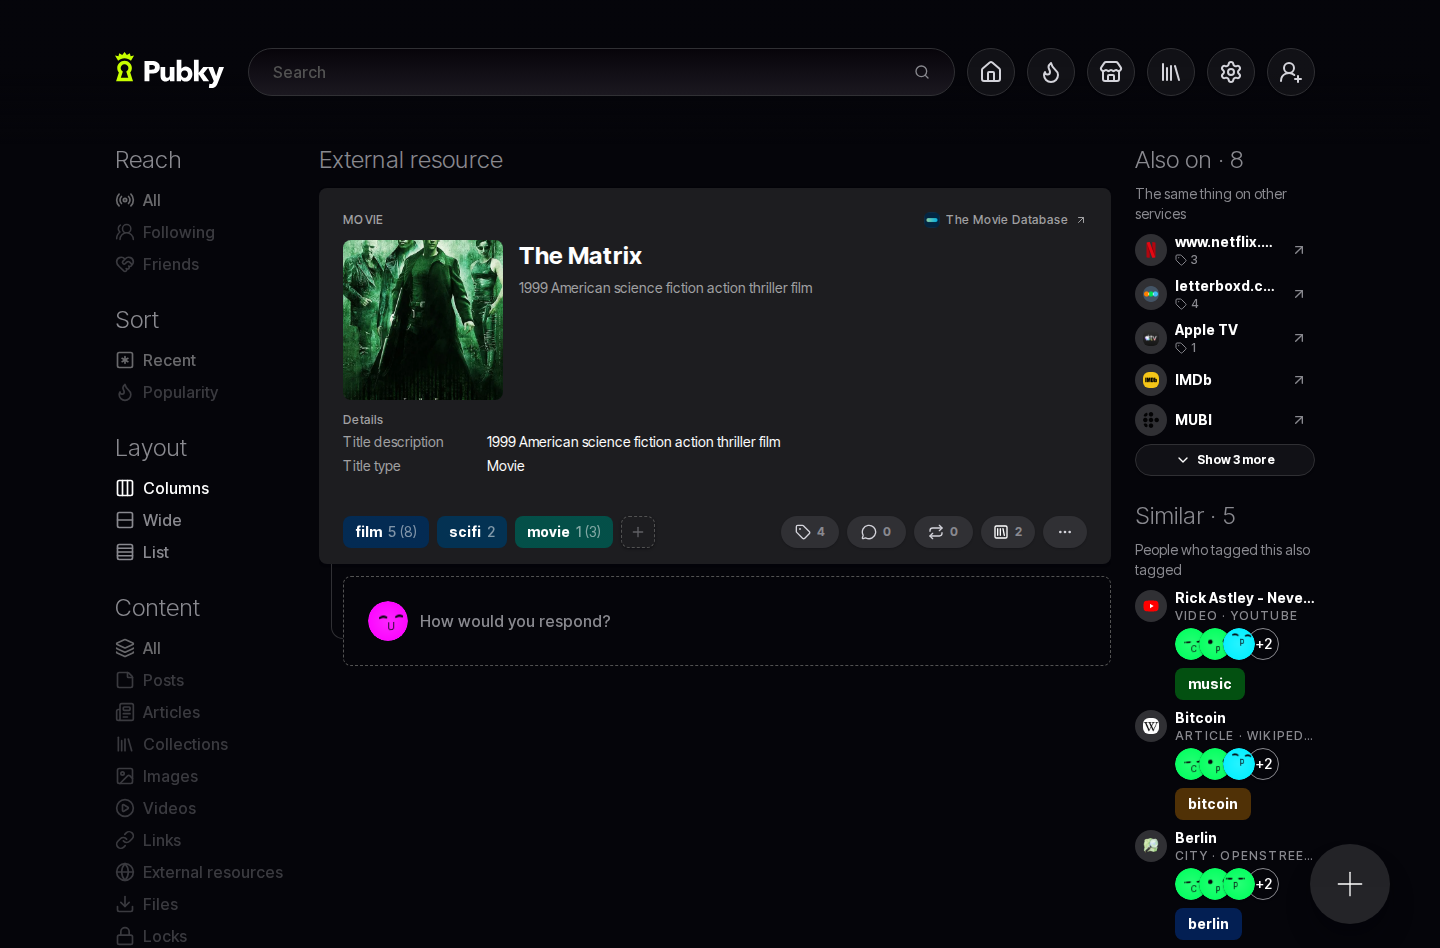 Pubky
Search
Reach
All
Following
Friends
Sort
Recent
Popularity
Layout
Columns
Wide
List
Content
All
Posts
Articles
Collections
Images
Videos
Links
External resources
Files
Locks
External resource
MOVIE
The Movie Database
The Matrix
1999 American science fiction action thriller film
Details
Title description 1999 American science fiction action thriller film
Title type Movie
film 5 (8) scifi 2 movie 1 (3) 4 0 0 2
How would you respond?
Also on · 8
The same thing on other
services
www.netflix....
3
letterboxd.c...
4
Apple TV
1
IMDb
MUBI
Show 3 more
Similar · 5
People who tagged this also
tagged
Rick Astley - Neve...
VIDEO · YOUTUBE
+2
music
Bitcoin
ARTICLE · WIKIPED...
+2
bitcoin
Berlin
CITY · OPENSTREE...
+2
berlin